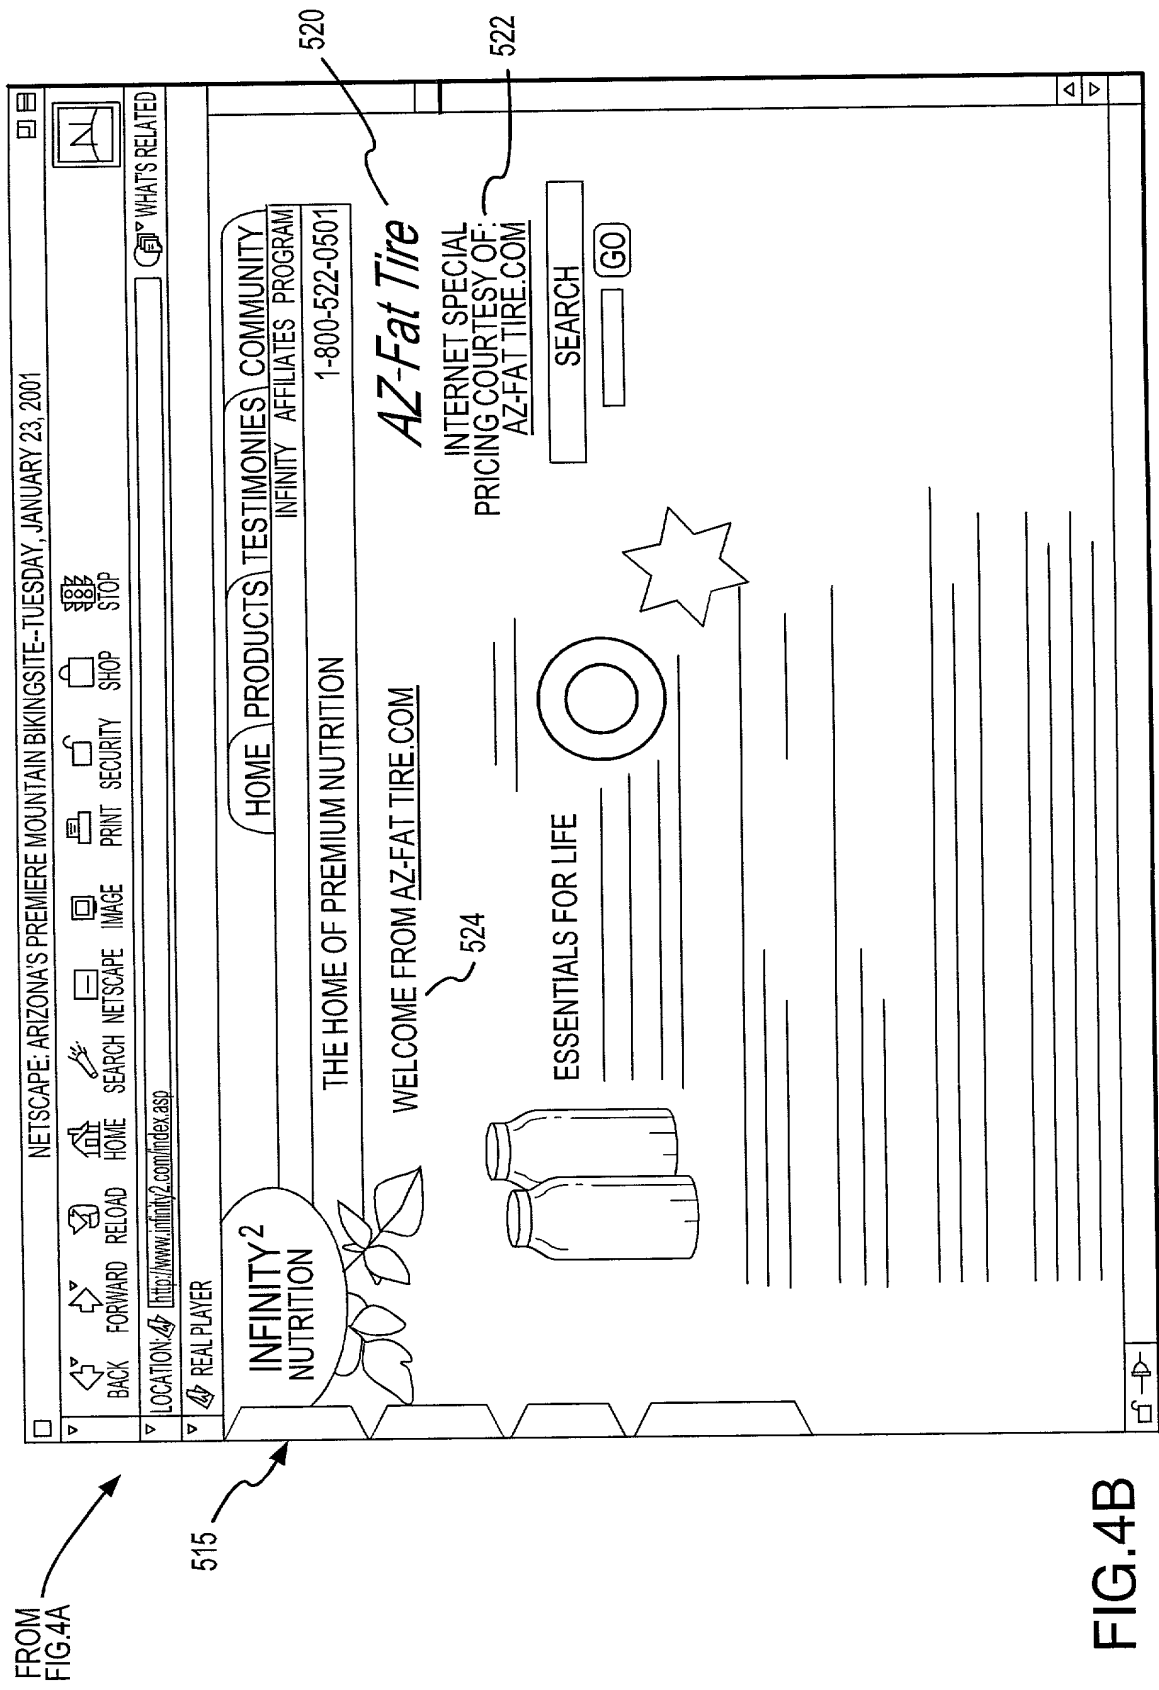 FROM
FIG.4A
NETSCAPE: ARIZONA'S PREMIERE MOUNTAIN BIKINGSITE--TUESDAY, JANUARY 23, 2001
BACK FORWARD RELOAD HOME SEARCH NETSCAPE IMAGE PRINT SECURITY SHOP STOP
N
LOCATION: http://www.infinity2.com/index.asp WHAT'S RELATED
REAL PLAYER
515
INFINITY2
NUTRITION
HOME PRODUCTS TESTIMONIES COMMUNITY
INFINITY AFFILIATES PROGRAM
THE HOME OF PREMIUM NUTRITION 1-800-522-0501
WELCOME FROM AZ-FAT TIRE.COM
524
AZ-Fat Tire
520
INTERNET SPECIAL
PRICING COURTESY OF:
AZ-FAT TIRE.COM
522
SEARCH
GO
ESSENTIALS FOR LIFE
FIG.4B